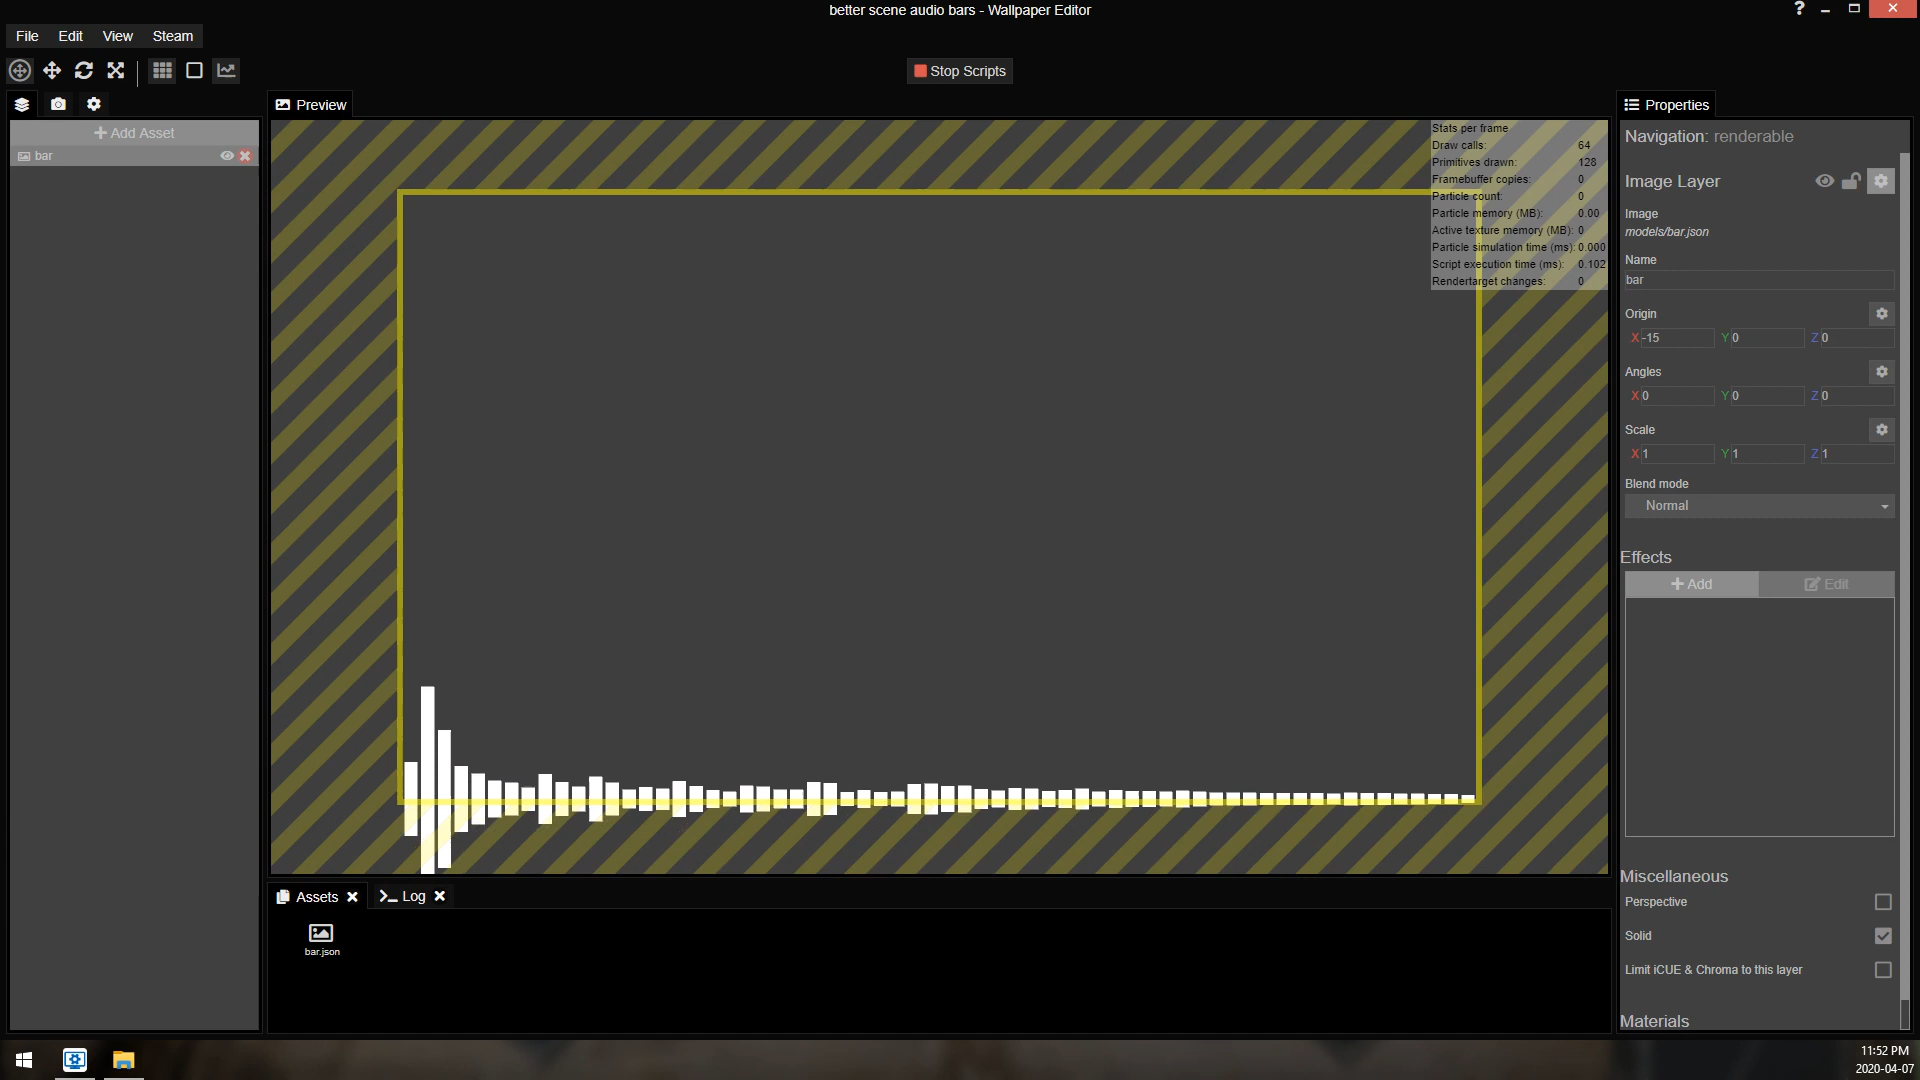 better scene audio bars - Wallpaper Editor
?
File Edit View Steam
Stop Scripts
Preview
Properties
Add Asset
bar
Stats per frame
Draw calls: 64
Primitives drawn: 128
Framebuffer copies: 0
Particle count: 0
Particle memory (MB): 0.00
Active texture memory (MB): 0
Particle simulation time (ms): 0.000
Script execution time (ms): 0.102
Rendertarget changes: 0
Navigation: renderable
Image Layer
Image
models/bar.json
Name
bar
Origin
X -15 Y 0 Z 0
Angles
X 0 Y 0 Z 0
Scale
X 1 Y 1 Z 1
Blend mode
Normal
Effects
Add Edit
Miscellaneous
Perspective
Solid
Limit iCUE & Chroma to this layer
Materials
Assets Log
bar.json
11:52 PM
2020-04-07